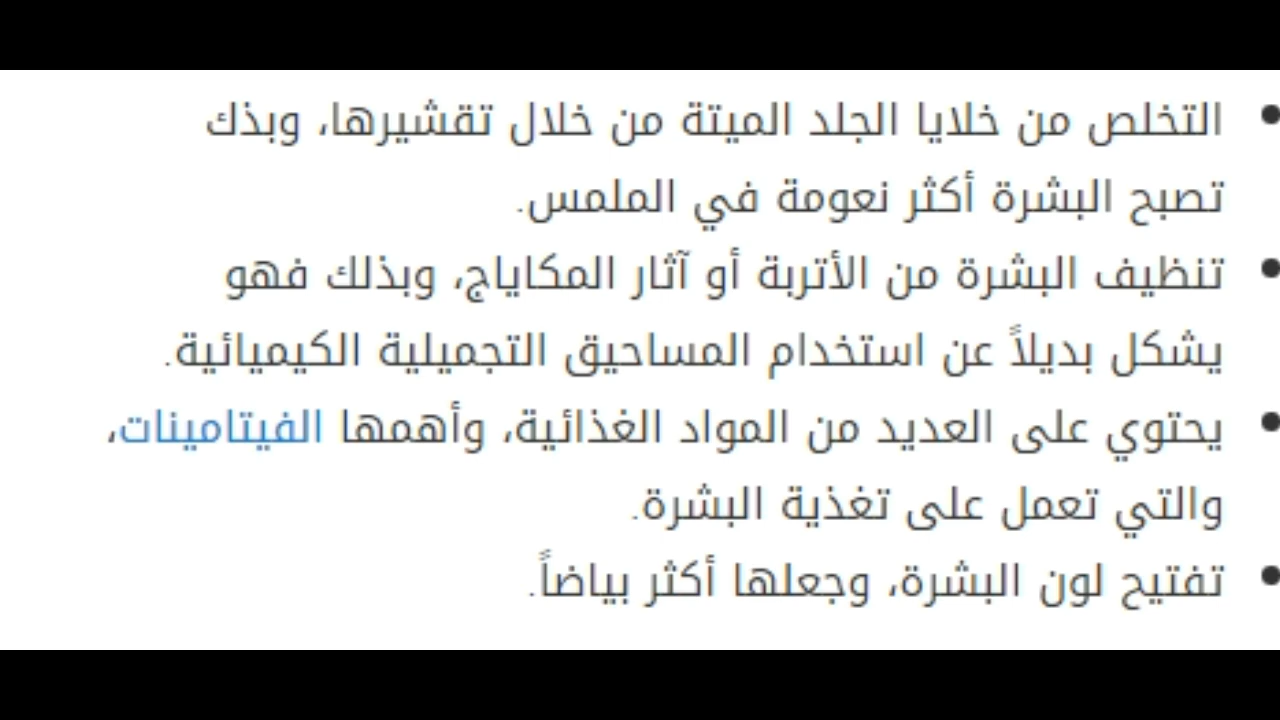 • التخلص من خلايا الجلد الميتة من خلال تقشيرها، وبذك
تصبح البشرة أكثر نعومة في الملمس.
• تنظيف البشرة من الأتربة أو آثار المكاياج، وبذلك فهو
يشكل بديلاً عن استخدام المساحيق التجميلية الكيميائية.
• يحتوي على العديد من المواد الغذائية، وأهمها الفيتامينات،
والتي تعمل على تغذية البشرة.
• تفتيح لون البشرة، وجعلها أكثر بياضاً.